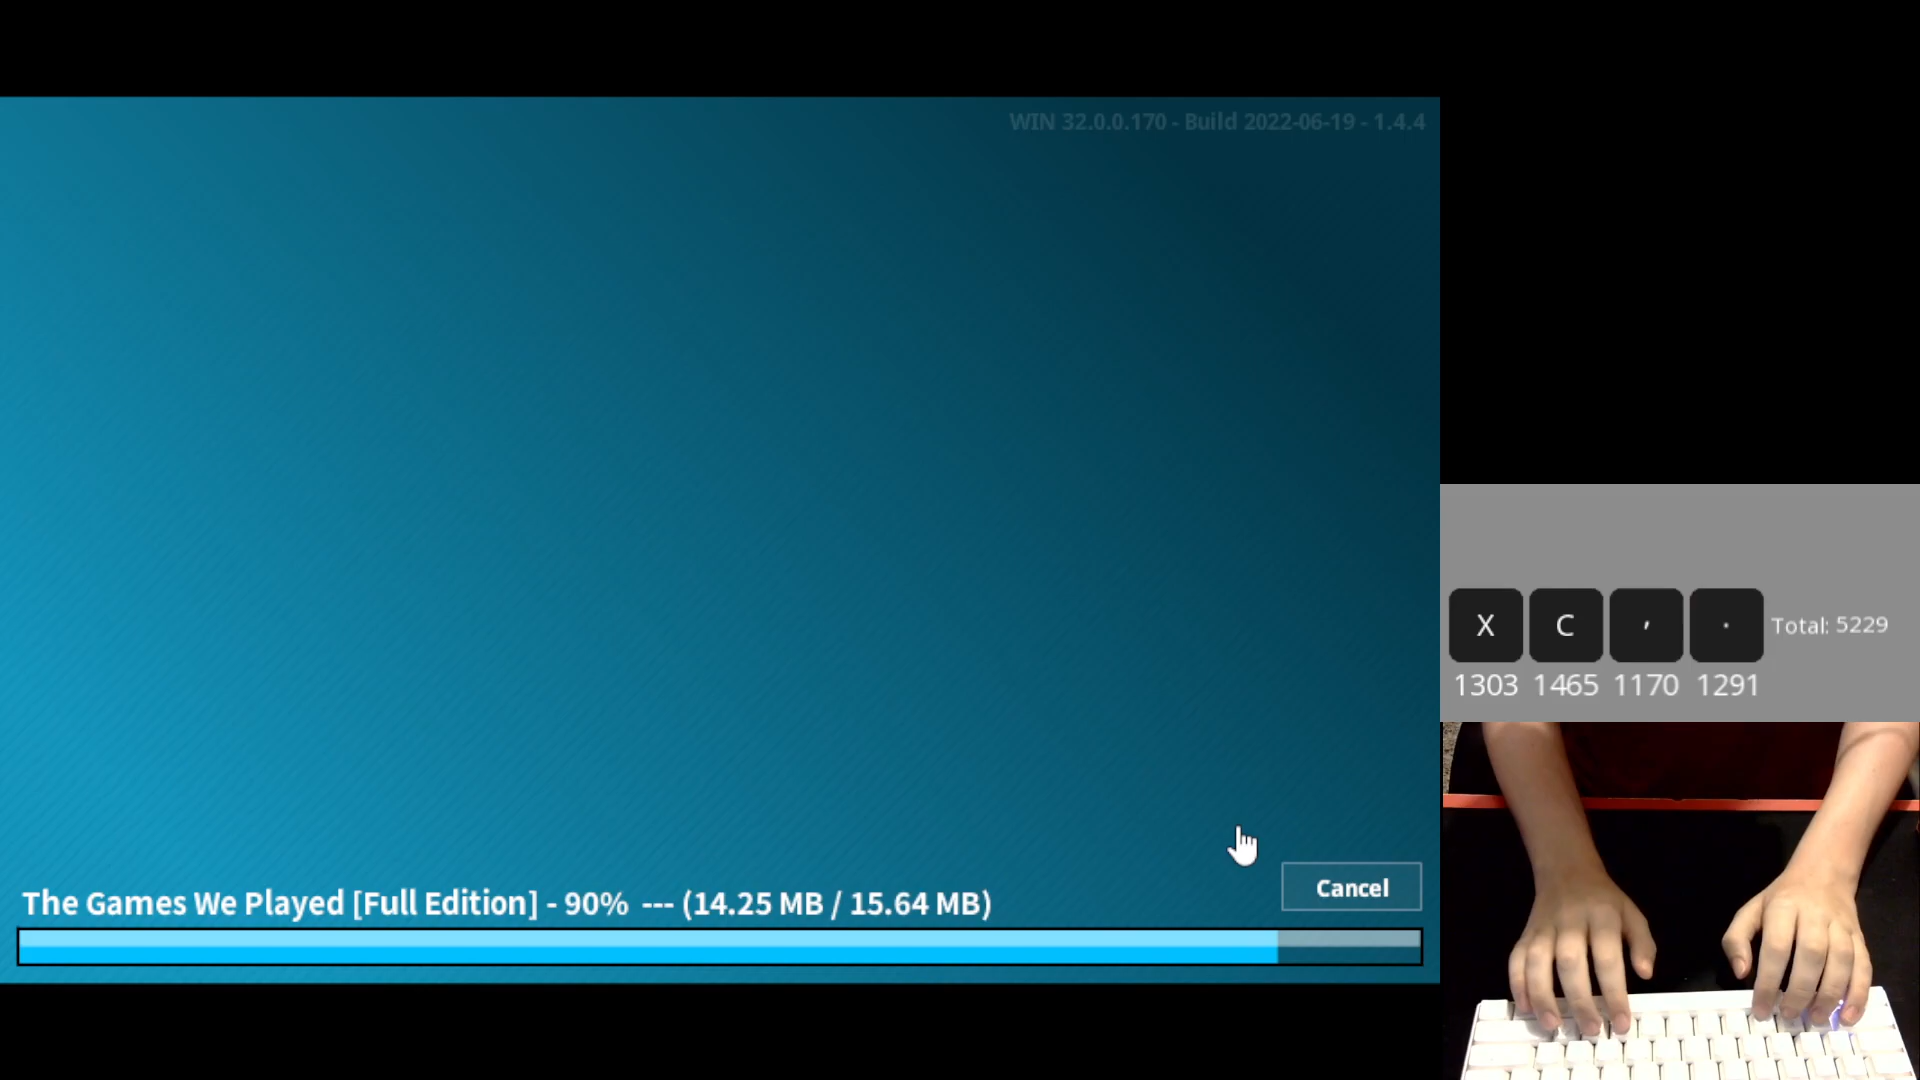 WIN 32.0.0.170 - Build 2022-06-19 - 1.4.4
X C , . Total: 5229
1303 1465 1170 1291
Cancel
The Games We Played [Full Edition] - 90% --- (14.25 MB / 15.64 MB)